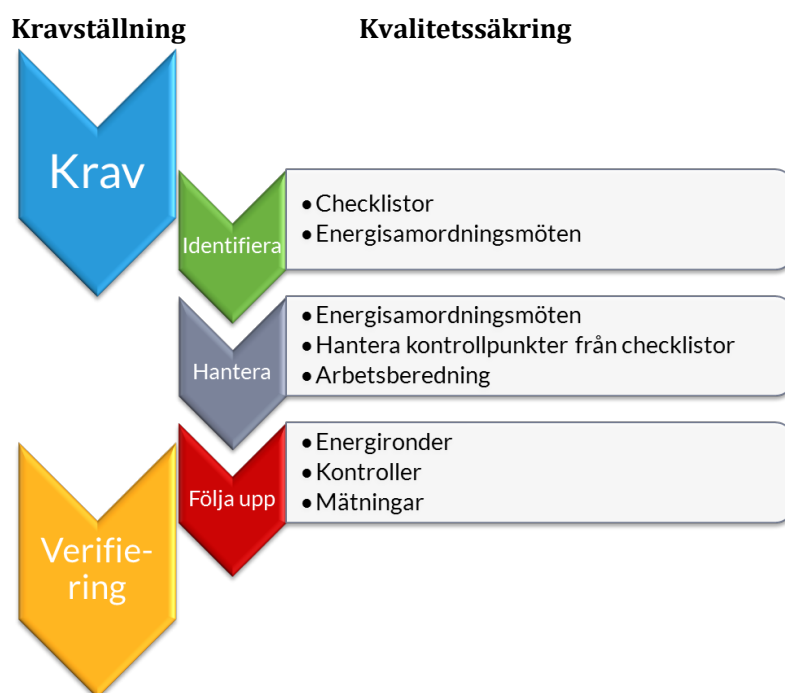 Kravställning
Kvalitetssäkring
Krav
Identifiera
•Checklistor
•Energisamordningsmöten
Hantera
•Energisamordningsmöten
•Hantera kontrollpunkter från checklistor
•Arbetsberedning
Följa upp
•Energironder
•Kontroller
•Mätningar
Verifie-
ring